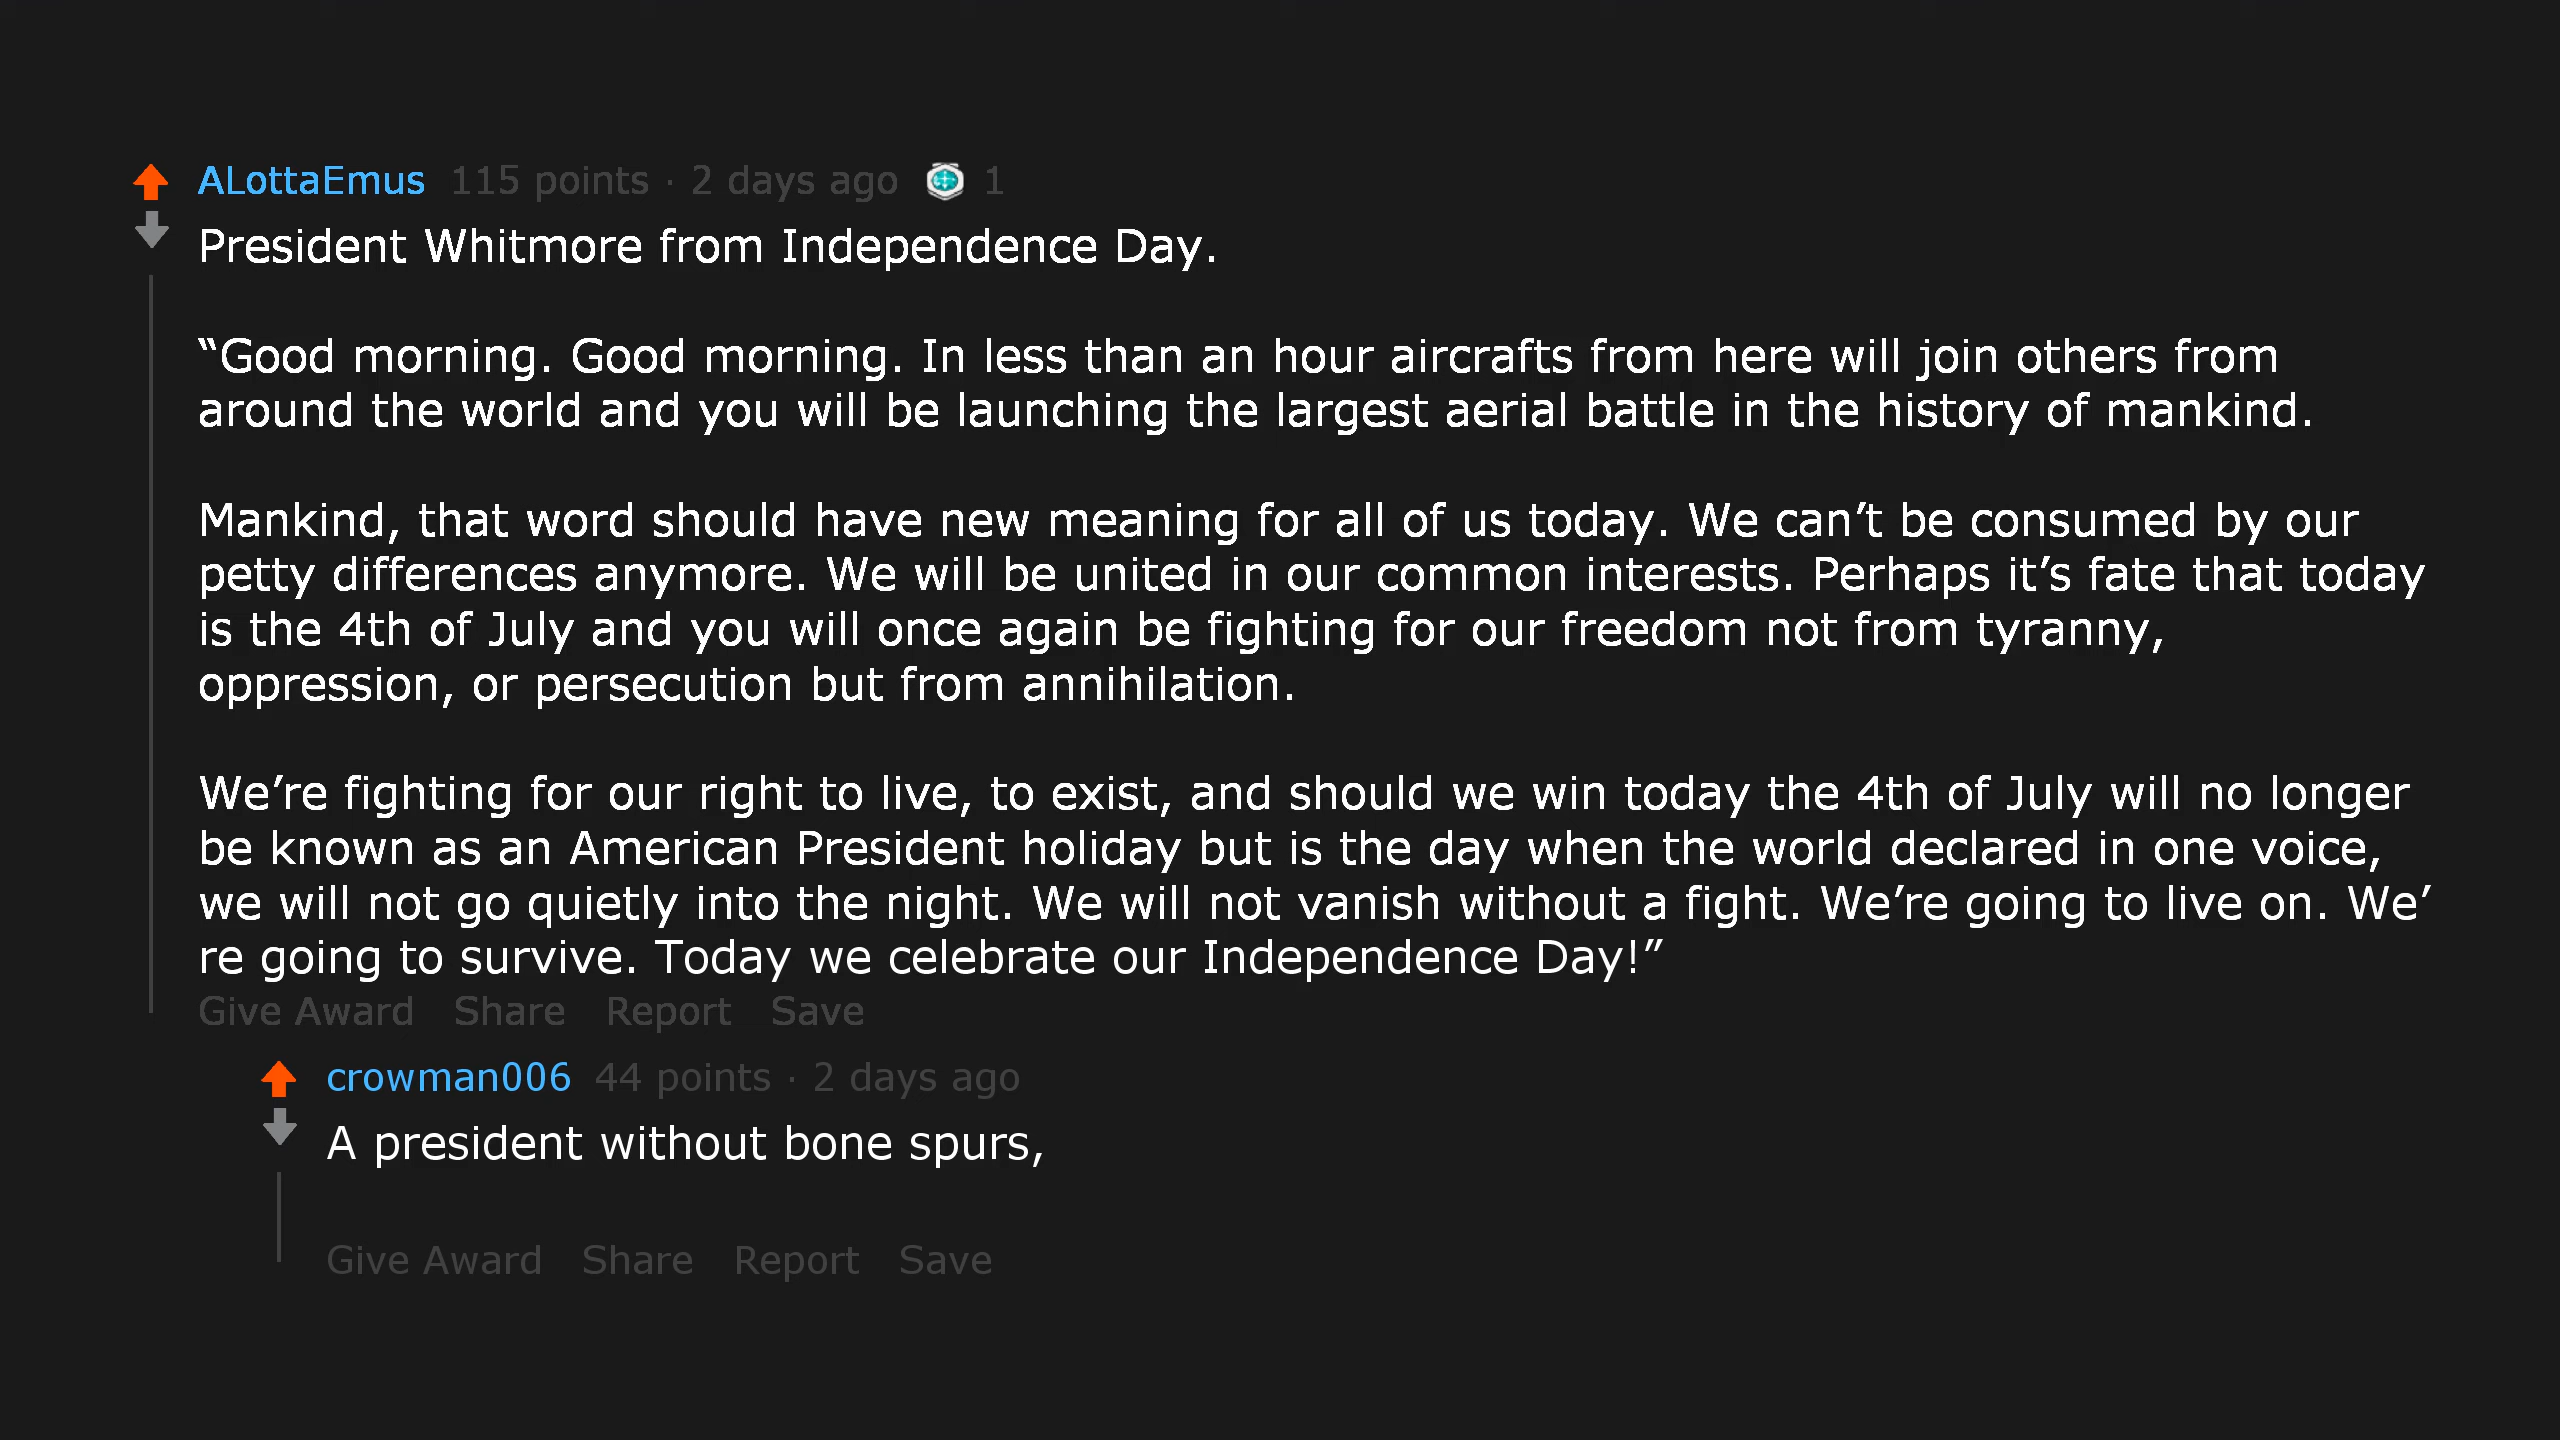 ALottaEmus 115 points · 2 days ago 1
President Whitmore from Independence Day.
“Good morning. Good morning. In less than an hour aircrafts from here will join others from
around the world and you will be launching the largest aerial battle in the history of mankind.
Mankind, that word should have new meaning for all of us today. We can’t be consumed by our
petty differences anymore. We will be united in our common interests. Perhaps it’s fate that today
is the 4th of July and you will once again be fighting for our freedom not from tyranny,
oppression, or persecution but from annihilation.
We’re fighting for our right to live, to exist, and should we win today the 4th of July will no longer
be known as an American President holiday but is the day when the world declared in one voice,
we will not go quietly into the night. We will not vanish without a fight. We’re going to live on. We’
re going to survive. Today we celebrate our Independence Day!”
Give Award Share Report Save
crowman006 44 points · 2 days ago
A president without bone spurs,
Give Award Share Report Save